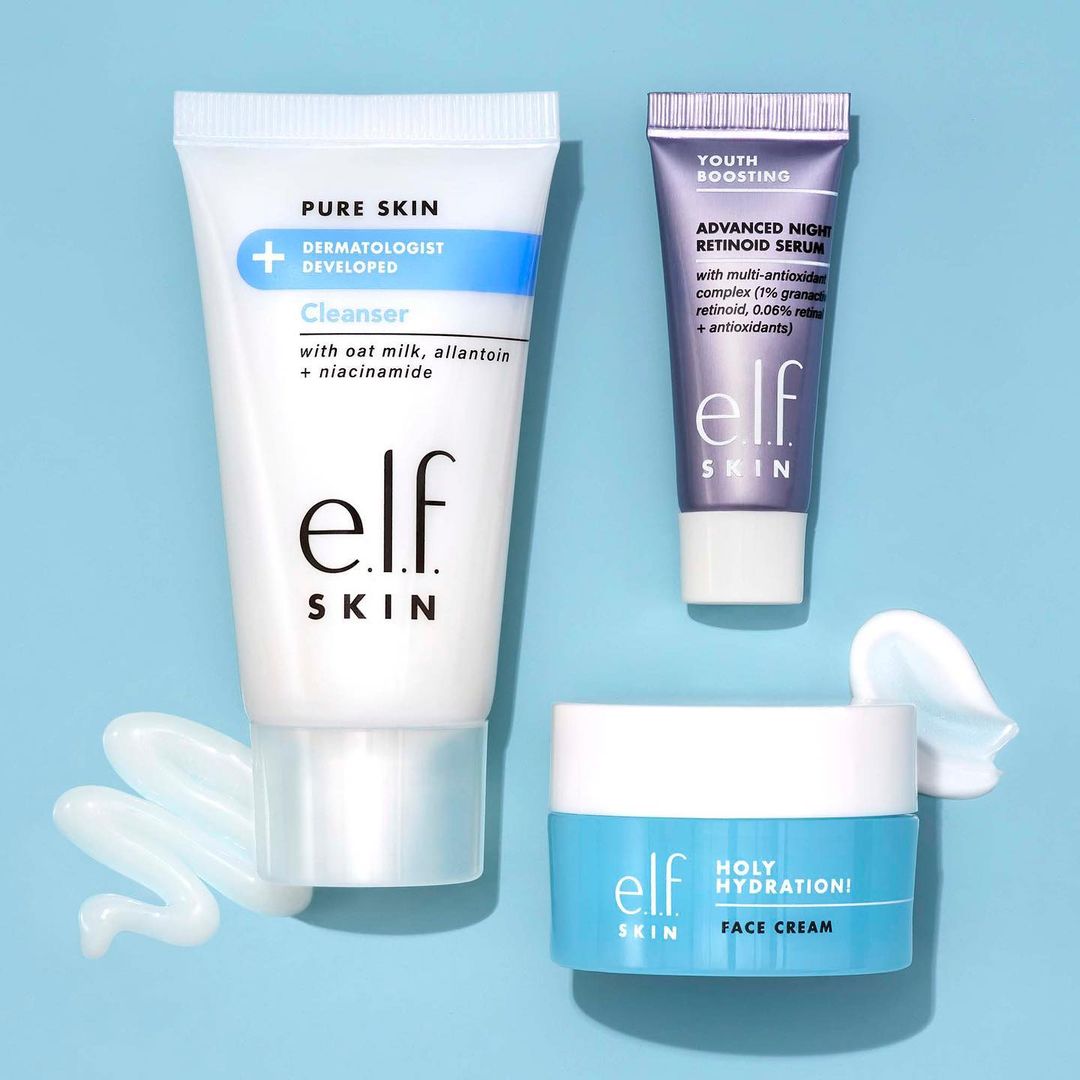 PURE SKIN
+ DERMATOLOGIST
DEVELOPED
Cleanser
with oat milk, allantoin
+ niacinamide
e.l.f.
SKIN
YOUTH
BOOSTING
ADVANCED NIGHT
RETINOID SERUM
with multi-antioxidant
complex (1% granactiv
retinoid, 0.06% retinal
+ antioxidants)
e.l.f.
SKIN
e.l.f.
SKIN
HOLY
HYDRATION!
FACE CREAM